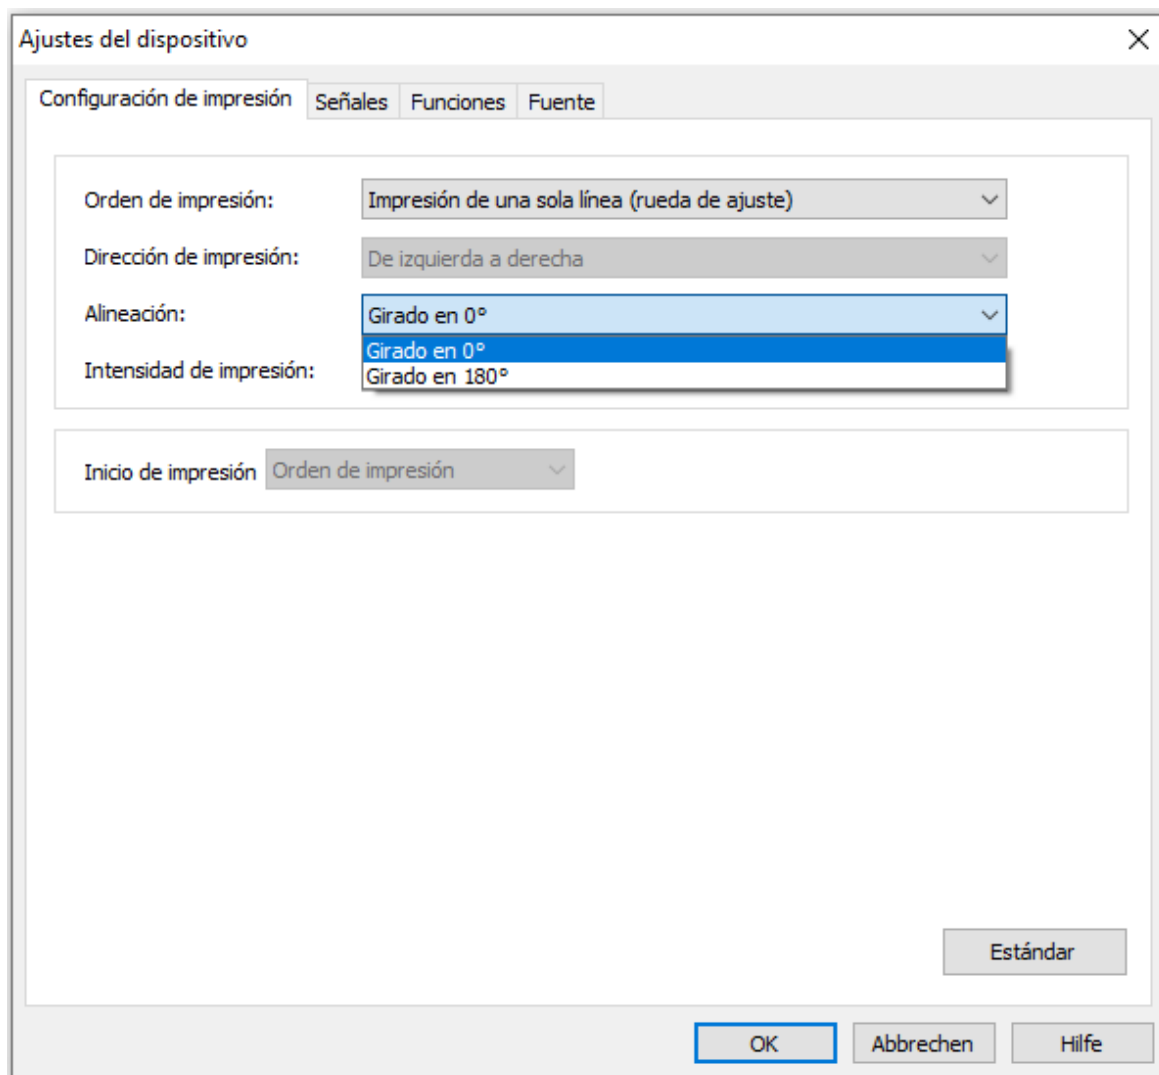 Ajustes del dispositivo
Configuración de impresión Señales Funciones Fuente
Orden de impresión: Impresión de una sola línea (rueda de ajuste)
Dirección de impresión: De izquierda a derecha
Alineación: Girado en 0°
Girado en 0°
Intensidad de impresión: Girado en 180°
Inicio de impresión Orden de impresión
Estándar
OK Abbrechen Hilfe